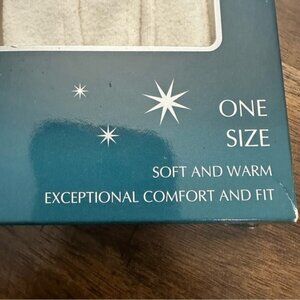 ONE
SIZE
SOFT AND WARM
EXCEPTIONAL COMFORT AND FIT